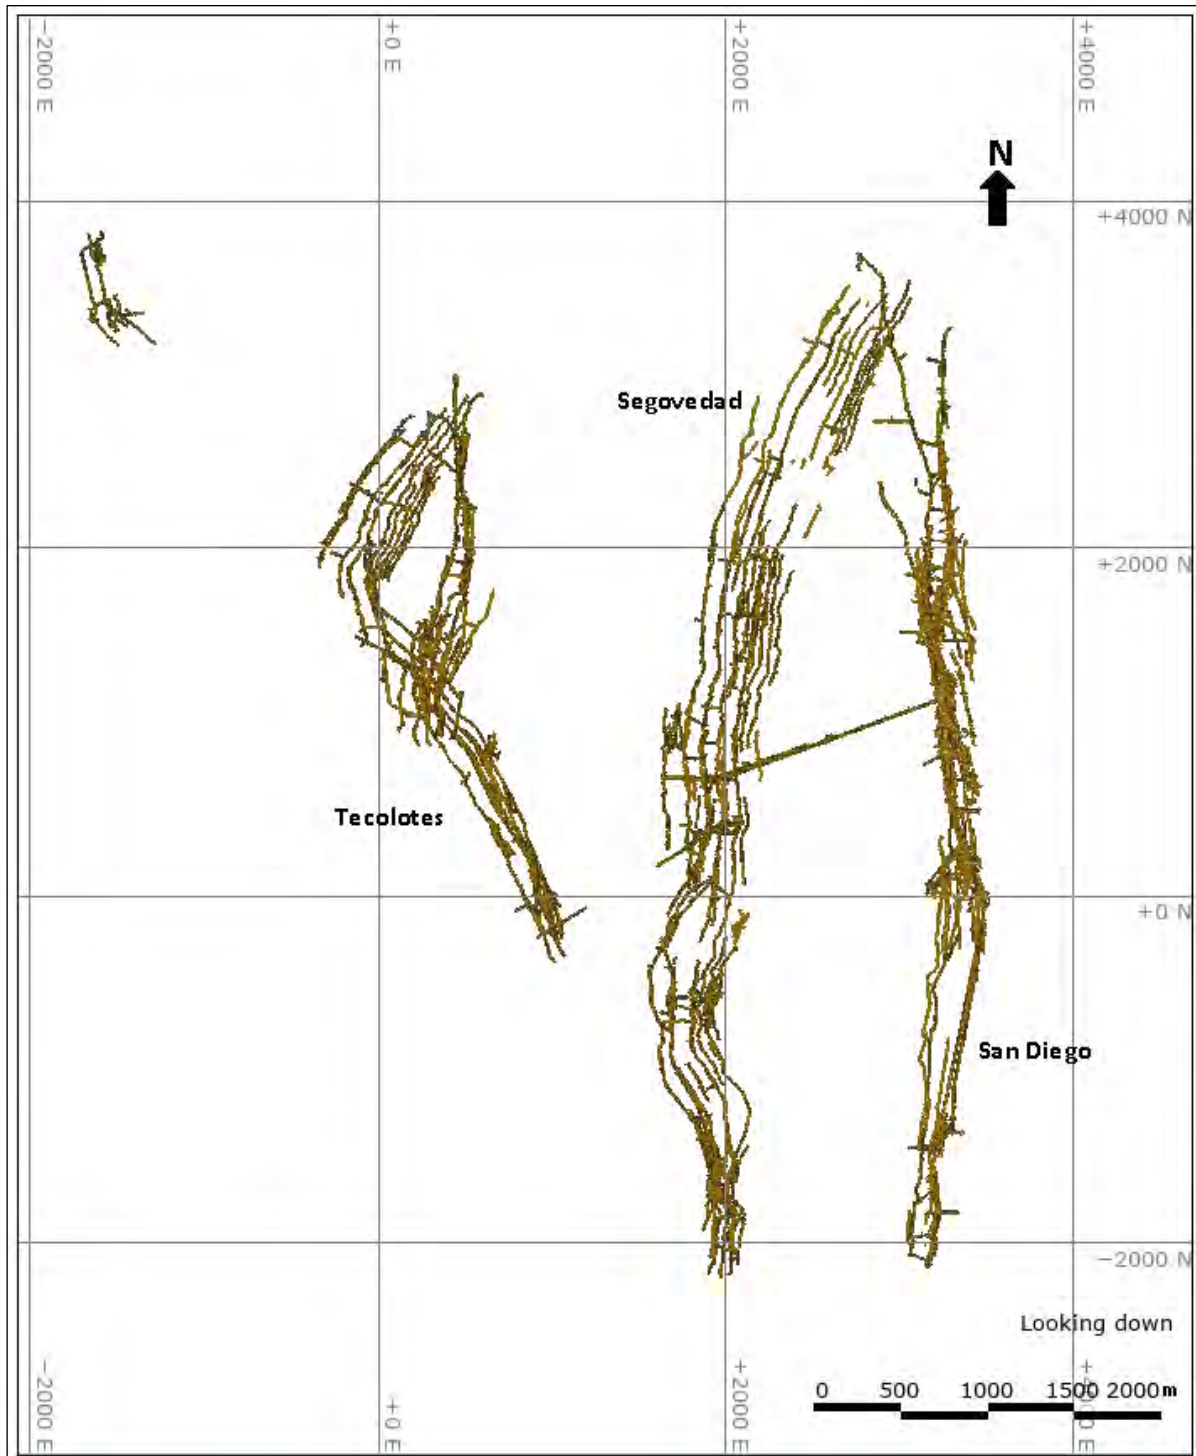 -2000 E
+0 E
+2000 E
+4000 E
N
+4000 N
Segovedad
+2000 N
Tecolotes
+0 N
San Diego
-2000 N
Looking down
0 500 1000 1500 2000 m
-2000 E
+0 E
+2000 E